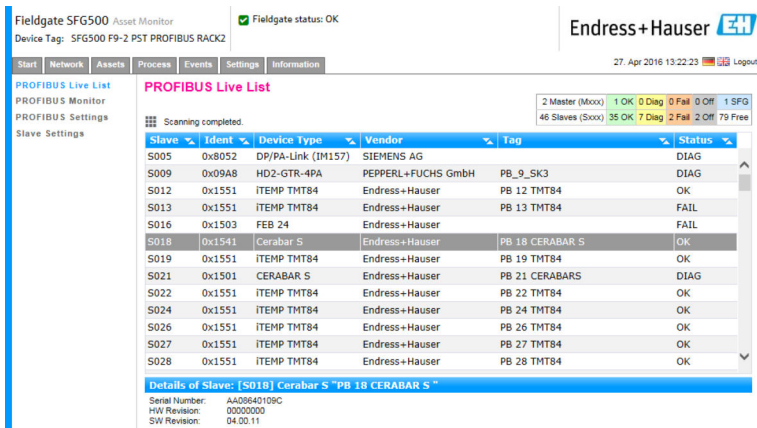 Fieldgate SFG500 Asset Monitor
Fieldgate status: OK
Device Tag: SFG500 F9-2 PST PROFIBUS RACK2
Endress+Hauser EH
Start Network Assets Process Events Settings Information
27. Apr 2016 13:22:23 Logout
PROFIBUS Live List
PROFIBUS Monitor
PROFIBUS Settings
Slave Settings
PROFIBUS Live List
2 Master (Mxxx) 1 OK 0 Diag 0 Fail 0 Off 1 SFG
46 Slaves (Sxxx) 35 OK 7 Diag 2 Fail 2 Off 79 Free
Scanning completed.
Slave Ident Device Type Vendor Tag Status
S005 0x8052 DP/PA-Link (IM157) SIEMENS AG DIAG
S009 0x09A8 HD2-GTR-4PA PEPPERL+FUCHS GmbH PB_9_SK3 DIAG
S012 0x1551 iTEMP TMT84 Endress+Hauser PB 12 TMT84 OK
S013 0x1551 iTEMP TMT84 Endress+Hauser PB 13 TMT84 FAIL
S016 0x1503 FEB 24 Endress+Hauser FAIL
S018 0x1541 Cerabar S Endress+Hauser PB 18 CERABAR S OK
S019 0x1551 iTEMP TMT84 Endress+Hauser PB 19 TMT84 OK
S021 0x1501 CERABAR S Endress+Hauser PB 21 CERABARS DIAG
S022 0x1551 iTEMP TMT84 Endress+Hauser PB 22 TMT84 OK
S024 0x1551 iTEMP TMT84 Endress+Hauser PB 24 TMT84 OK
S026 0x1551 iTEMP TMT84 Endress+Hauser PB 26 TMT84 OK
S027 0x1551 iTEMP TMT84 Endress+Hauser PB 27 TMT84 OK
S028 0x1551 iTEMP TMT84 Endress+Hauser PB 28 TMT84 OK
Details of Slave: [S018] Cerabar S "PB 18 CERABAR S "
Serial Number: AA08640109C
HW Revision: 00000000
SW Revision: 04.00.11